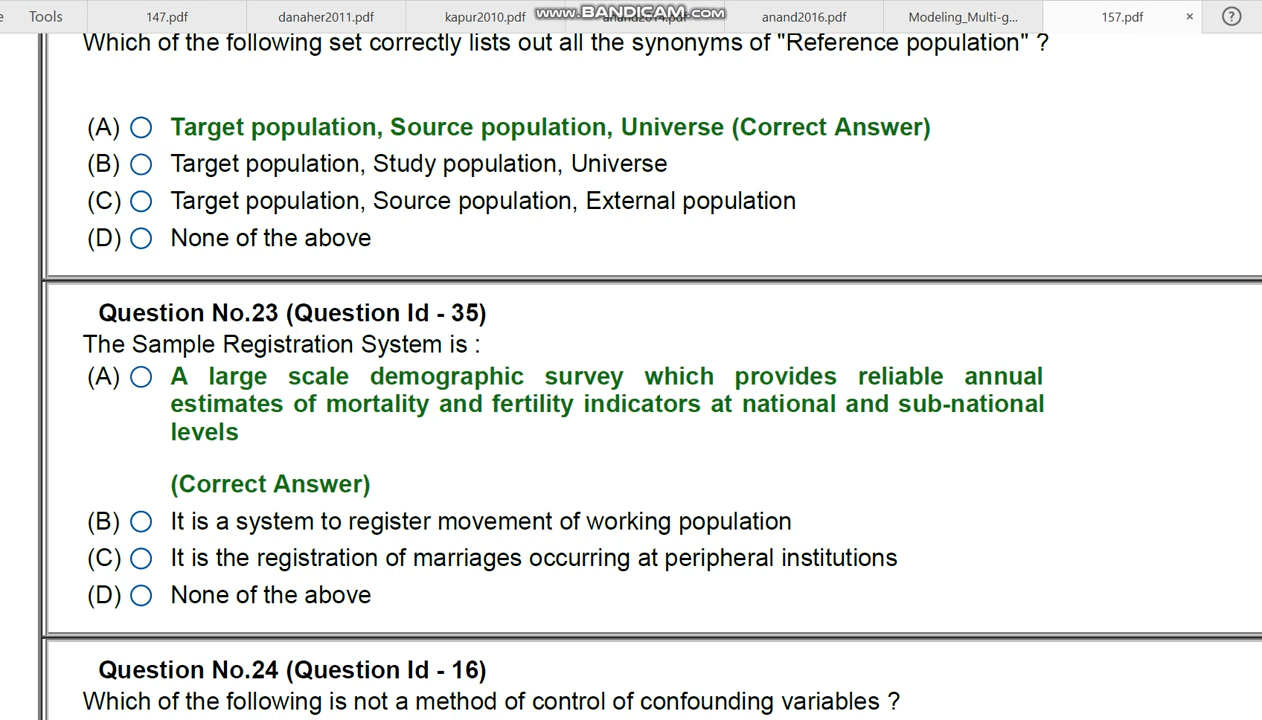 e Tools 147.pdf danaher2011.pdf kapur2010.pdf anand2014.pdf anand2016.pdf Modeling_Multi-g... 157.pdf × ?
www.BANDICAM.com
Which of the following set correctly lists out all the synonyms of "Reference population" ?
(A) Target population, Source population, Universe (Correct Answer)
(B) Target population, Study population, Universe
(C) Target population, Source population, External population
(D) None of the above
Question No.23 (Question Id - 35)
The Sample Registration System is :
(A) A large scale demographic survey which provides reliable annual
estimates of mortality and fertility indicators at national and sub-national
levels
(Correct Answer)
(B) It is a system to register movement of working population
(C) It is the registration of marriages occurring at peripheral institutions
(D) None of the above
Question No.24 (Question Id - 16)
Which of the following is not a method of control of confounding variables ?